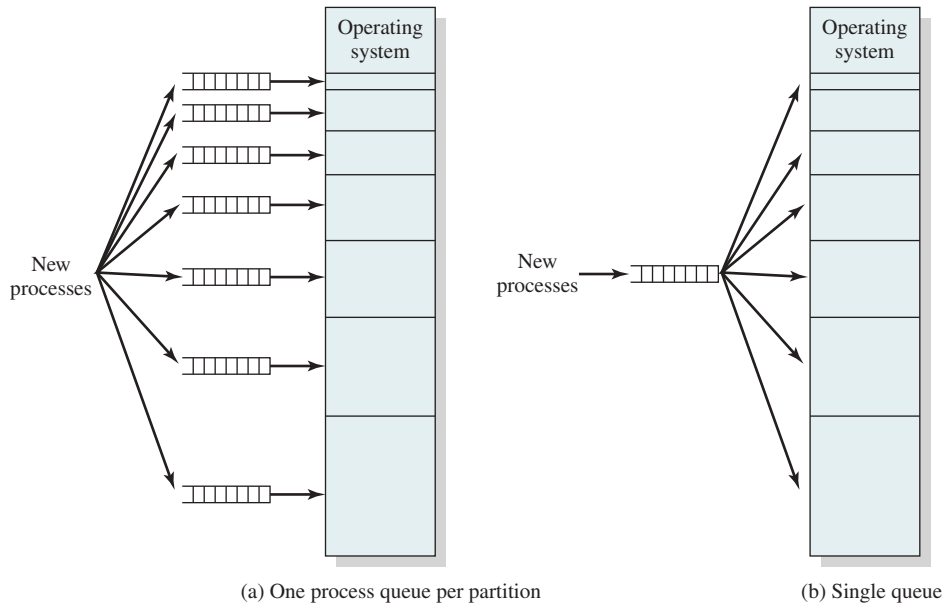 Operating
system
New
processes
(a) One process queue per partition
Operating
system
New
processes
(b) Single queue